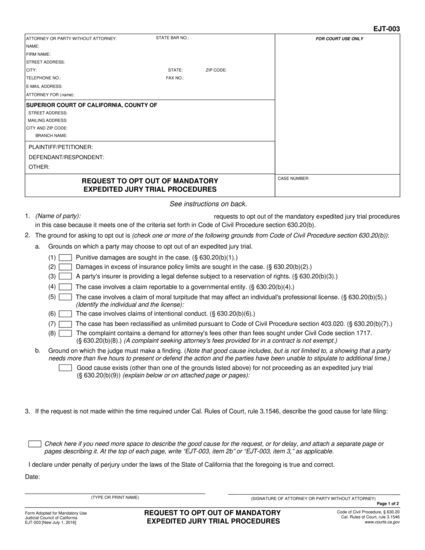 EJT-003
ATTORNEY OR PARTY WITHOUT ATTORNEY: STATE BAR NO.:
NAME:
FIRM NAME:
STREET ADDRESS:
CITY: STATE: ZIP CODE:
TELEPHONE NO.: FAX NO.:
E-MAIL ADDRESS:
ATTORNEY FOR (name):
FOR COURT USE ONLY
SUPERIOR COURT OF CALIFORNIA, COUNTY OF
STREET ADDRESS:
MAILING ADDRESS:
CITY AND ZIP CODE:
BRANCH NAME:
PLAINTIFF/PETITIONER:
DEFENDANT/RESPONDENT:
OTHER:
REQUEST TO OPT OUT OF MANDATORY
EXPEDITED JURY TRIAL PROCEDURES
CASE NUMBER:
See instructions on back.
1. (Name of party): requests to opt out of the mandatory expedited jury trial procedures
in this case because it meets one of the criteria set forth in Code of Civil Procedure section 630.20(b).
2. The ground for asking to opt out is (check one or more of the following grounds from Code of Civil Procedure section 630.20(b)):
a. Grounds on which a party may choose to opt out of an expedited jury trial.
(1) Punitive damages are sought in the case. (§ 630.20(b)(1).)
(2) Damages in excess of insurance policy limits are sought in the case. (§ 630.20(b)(2).)
(3) A party's insurer is providing a legal defense subject to a reservation of rights. (§ 630.20(b)(3).)
(4) The case involves a claim reportable to a governmental entity. (§ 630.20(b)(4).)
(5) The case involves a claim of moral turpitude that may affect an individual's professional license. (§ 630.20(b)(5).)
(Identify the individual and the license):
(6) The case involves claims of intentional conduct. (§ 630.20(b)(6).)
(7) The case has been reclassified as unlimited pursuant to Code of Civil Procedure section 403.020. (§ 630.20(b)(7).)
(8) The complaint contains a demand for attorney's fees other than fees sought under Civil Code section 1717.
(§ 630.20(b)(8).) (A complaint seeking attorney's fees provided for in a contract is not exempt.)
b. Ground on which the judge must make a finding. (Note that good cause includes, but is not limited to, a showing that a party
needs more than five hours to present or defend the action and the parties have been unable to stipulate to additional time.)
Good cause exists (other than one of the grounds listed above) for not proceeding as an expedited jury trial
(§ 630.20(b)(9)) (explain below or on attached page or pages):
3. If the request is not made within the time required under Cal. Rules of Court, rule 3.1546, describe the good cause for late filing:
Check here if you need more space to describe the good cause for the request, or for delay, and attach a separate page or
pages describing it. At the top of each page, write "EJT-003, item 2b" or "EJT-003, item 3," as applicable.
I declare under penalty of perjury under the laws of the State of California that the foregoing is true and correct.
Date:
(TYPE OR PRINT NAME) (SIGNATURE OF ATTORNEY OR PARTY WITHOUT ATTORNEY)
Page 1 of 2
Form Adopted for Mandatory Use
Judicial Council of California
EJT-003 [New July 1, 2016]
REQUEST TO OPT OUT OF MANDATORY
EXPEDITED JURY TRIAL PROCEDURES
Code of Civil Procedure, § 630.20
Cal. Rules of Court, rule 3.1546
www.courts.ca.gov